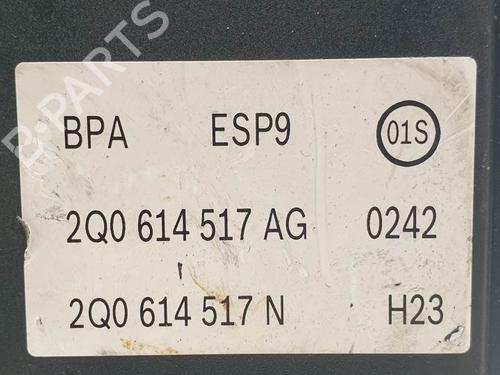 B-PARTS
BPA ESP9 01S
2Q0 614 517 AG 0242
2Q0 614 517 N H23